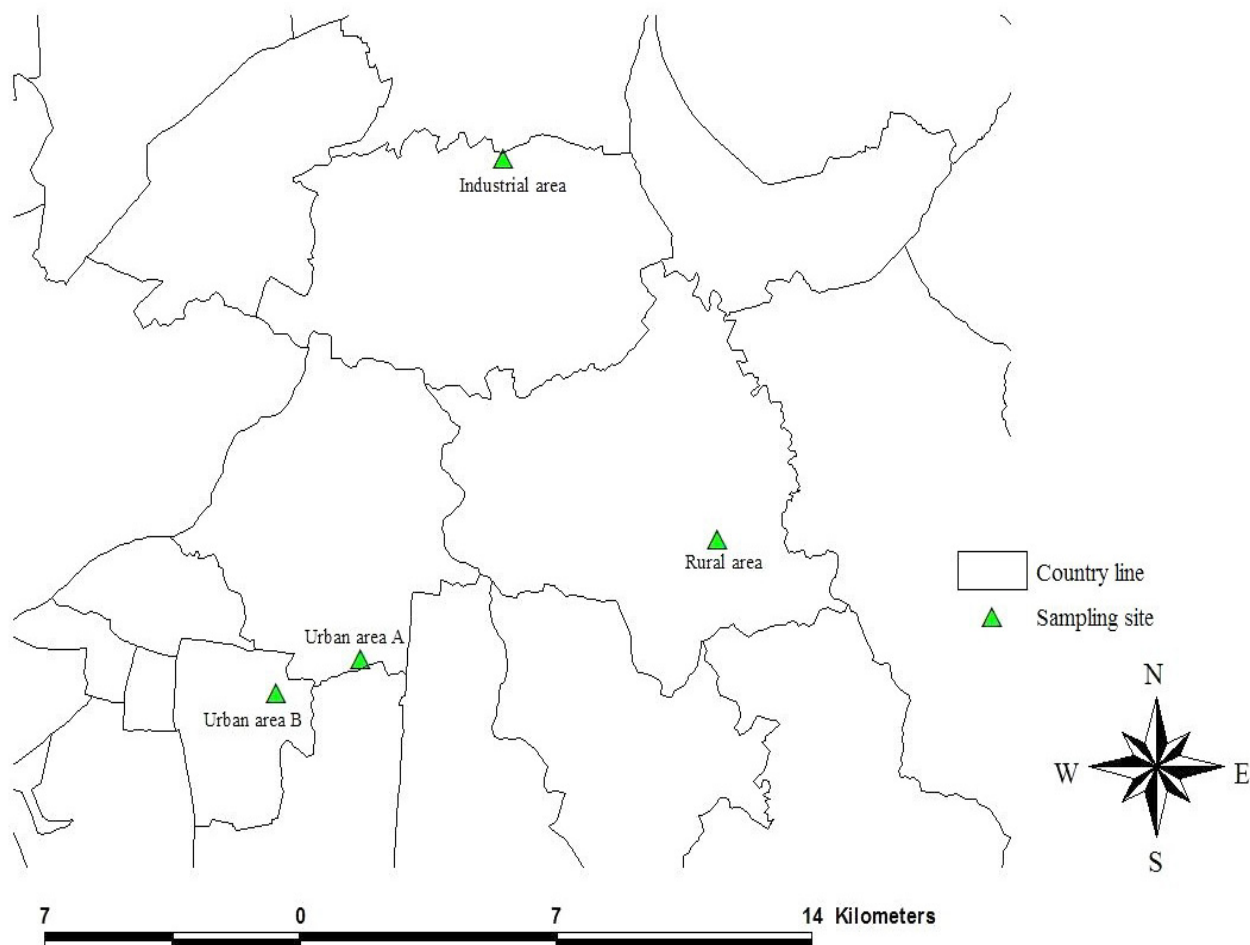 Industrial area
Rural area
Country line
Sampling site
Urban area A
Urban area B
N
W E
S
7 0 7 14 Kilometers